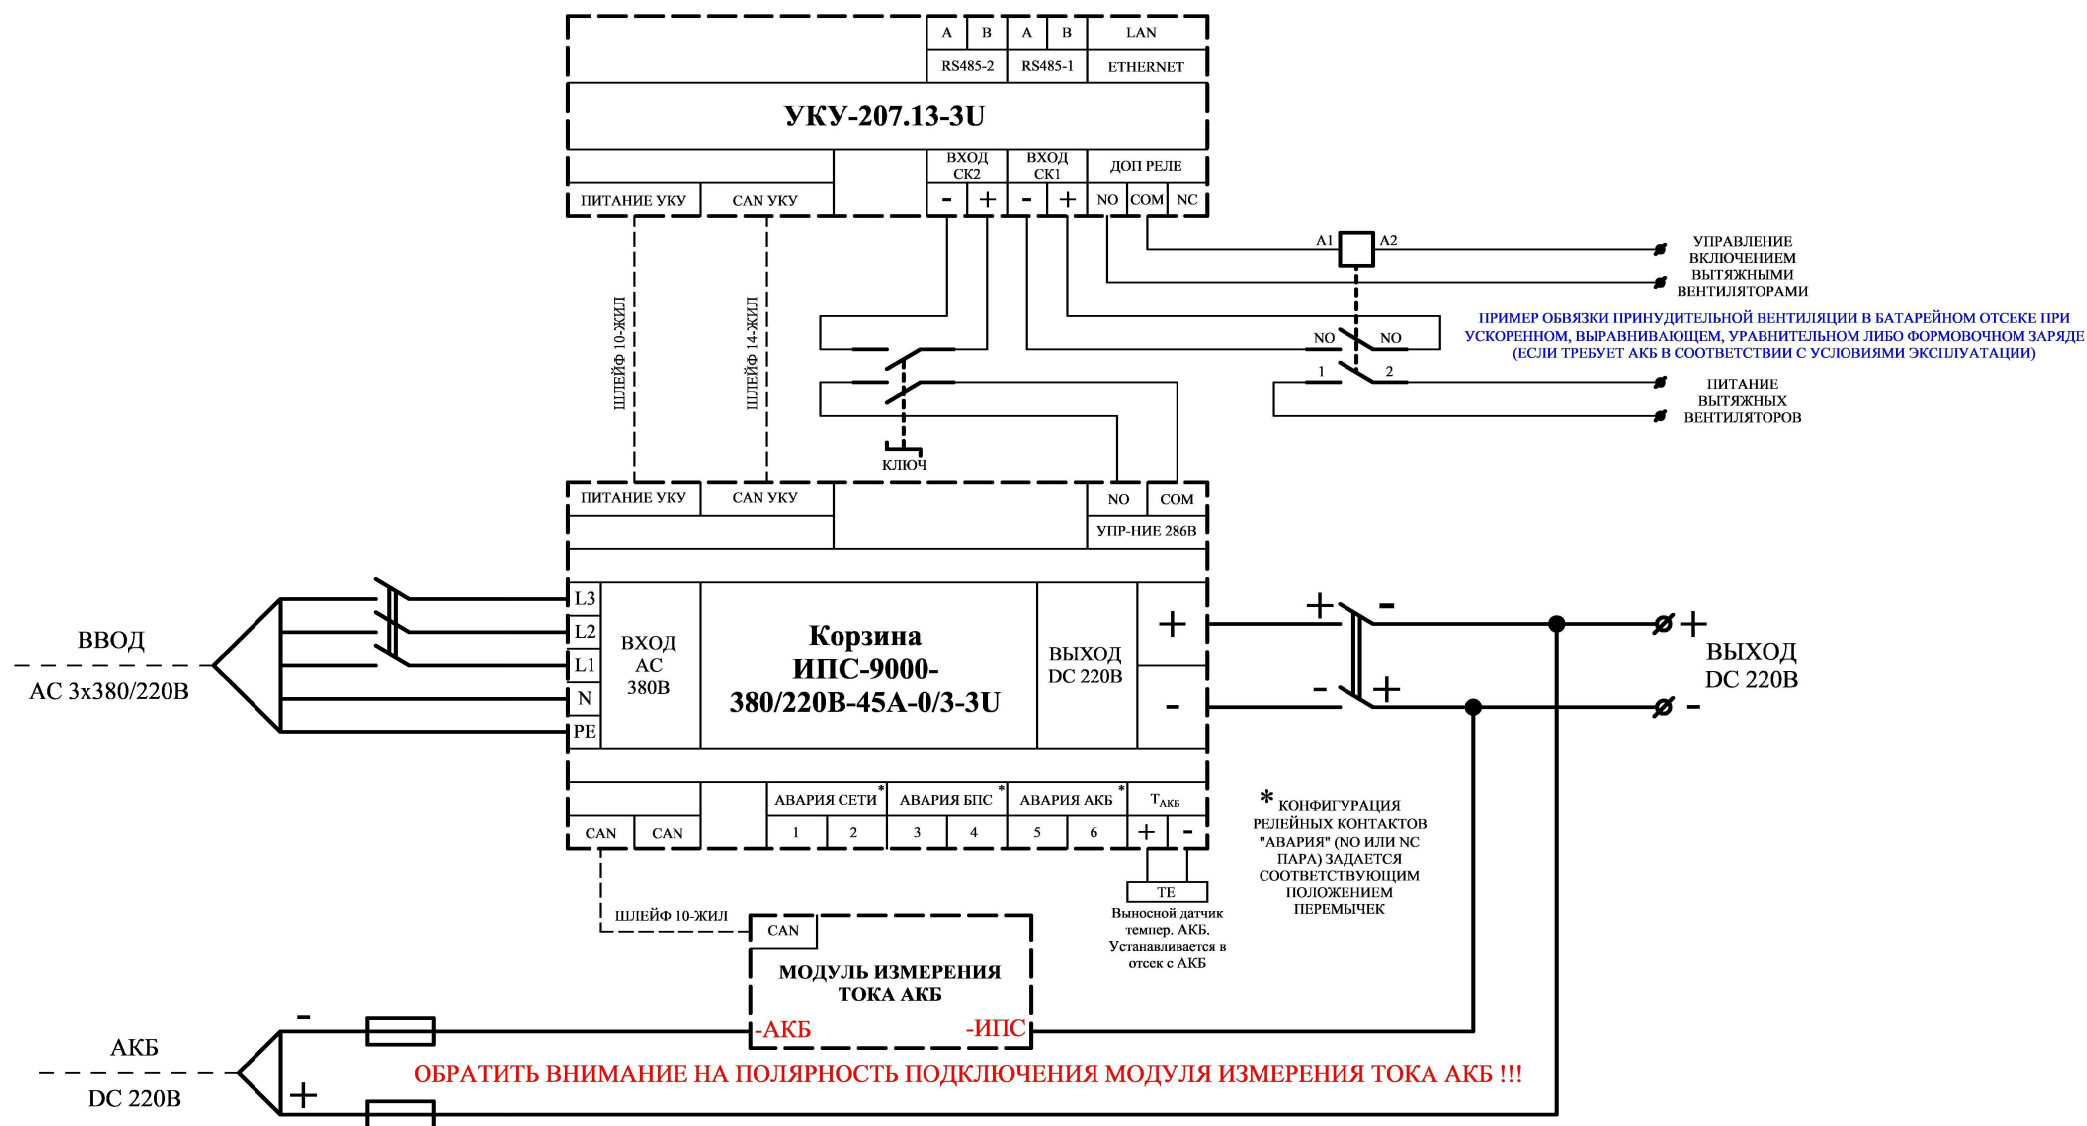 A B A B LAN
RS485-2 RS485-1 ETHERNET
УКУ-207.13-3U
ВХОД СК2
ВХОД СК1
ДОП РЕЛЕ
ПИТАНИЕ УКУ CAN УКУ - + - + NO COM NC
A1 A2
УПРАВЛЕНИЕ
ВКЛЮЧЕНИЕМ
ВЫТЯЖНЫМИ
ВЕНТИЛЯТОРАМИ
ШЛЕЙФ 10-ЖИЛ
ШЛЕЙФ 14-ЖИЛ
ПРИМЕР ОБВЯЗКИ ПРИНУДИТЕЛЬНОЙ ВЕНТИЛЯЦИИ В БАТАРЕЙНОМ ОТСЕКЕ ПРИ
УСКОРЕННОМ, ВЫРАВНИВАЮЩЕМ, УРАВНИТЕЛЬНОМ ЛИБО ФОРМОВОЧНОМ ЗАРЯДЕ
(ЕСЛИ ТРЕБУЕТ АКБ В СООТВЕТСТВИИ С УСЛОВИЯМИ ЭКСПЛУАТАЦИИ)
NO NO
1 2
ПИТАНИЕ
ВЫТЯЖНЫХ
ВЕНТИЛЯТОРОВ
КЛЮЧ
ПИТАНИЕ УКУ CAN УКУ NO COM
УПР-НИЕ 286В
ВВОД
AC 3х380/220В
L3
L2
L1
N
PE
ВХОД
AC
380В
Корзина
ИПС-9000-
380/220В-45А-0/3-3U
ВЫХОД
DC 220В
+
-
+ -
- +
+
-
ВЫХОД
DC 220В
АВАРИЯ СЕТИ* АВАРИЯ БПС* АВАРИЯ АКБ* ТАКБ
CAN CAN 1 2 3 4 5 6 + -
* КОНФИГУРАЦИЯ
РЕЛЕЙНЫХ КОНТАКТОВ
"АВАРИЯ" (NO ИЛИ NC
ПАРА) ЗАДАЕТСЯ
СООТВЕТСТВУЮЩИМ
ПОЛОЖЕНИЕМ
ПЕРЕМЫЧЕК
TE
Выносной датчик
темпер. АКБ.
Устанавливается в
отсек с АКБ
ШЛЕЙФ 10-ЖИЛ
CAN
МОДУЛЬ ИЗМЕРЕНИЯ
ТОКА АКБ
-АКБ -ИПС
АКБ
DC 220В
-
+
ОБРАТИТЬ ВНИМАНИЕ НА ПОЛЯРНОСТЬ ПОДКЛЮЧЕНИЯ МОДУЛЯ ИЗМЕРЕНИЯ ТОКА АКБ !!!